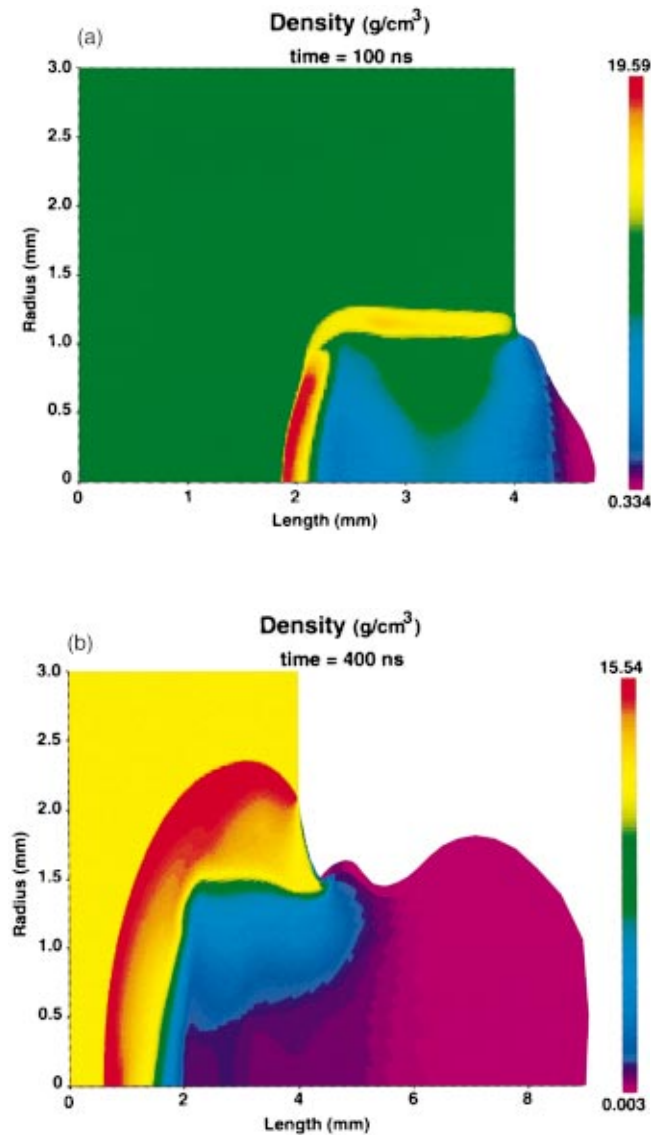 (a)
Density (g/cm³)
time = 100 ns
19.59
3.0
2.5
2.0
1.5
1.0
0.5
0
Radius (mm)
0 1 2 3 4
Length (mm)
0.334
(b)
Density (g/cm³)
time = 400 ns
15.54
3.0
2.5
2.0
1.5
1.0
0.5
0
Radius (mm)
0 2 4 6 8
Length (mm)
0.003